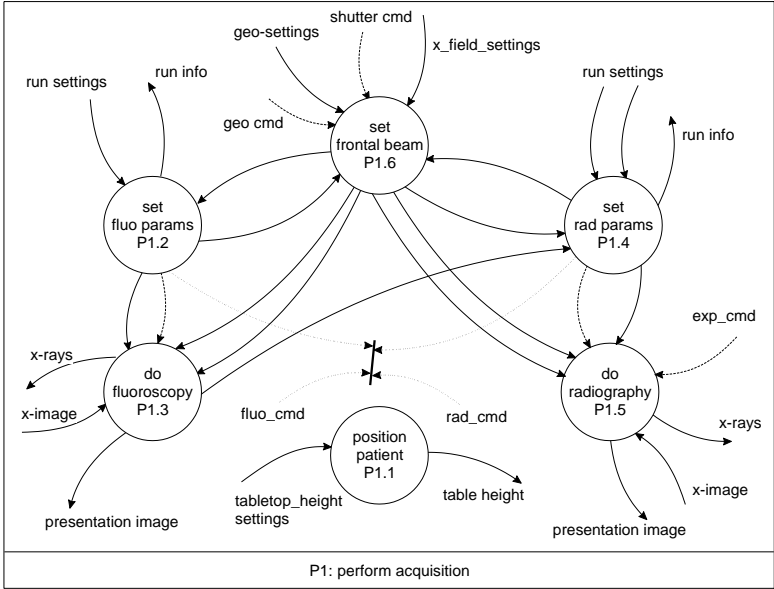 shutter cmd
geo-settings
x_field_settings
run settings
run info
geo cmd
set
frontal beam
P1.6
run settings
run info
set
fluo params
P1.2
set
rad params
P1.4
x-rays
x-image
do
fluoroscopy
P1.3
exp_cmd
do
radiography
P1.5
fluo_cmd
rad_cmd
x-rays
position
patient
P1.1
tabletop_height
settings
table height
x-image
presentation image
presentation image
P1: perform acquisition